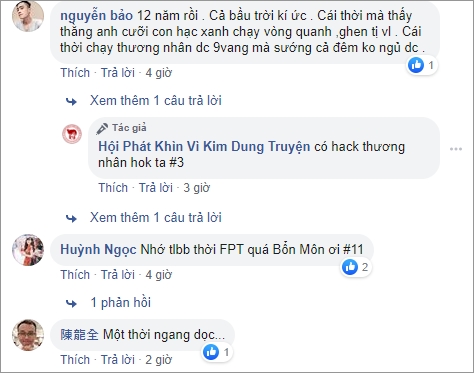 nguyễn bảo 12 năm rồi . Cả bầu trời kí ức . Cái thời mà thấy
thằng anh cưỡi con hạc xanh chạy vòng quanh ,ghen tị vl . Cái
thời chạy thương nhân dc 9vang mà sướng cả đêm ko ngủ dc .
1
Thích · Trả lời · 4 giờ
Xem thêm 1 câu trả lời
Tác giả
Hội Phát Khin Vì Kim Dung Truyện có hack thương
nhân hok ta #3
Thích · Trả lời · 3 giờ
Xem thêm 1 câu trả lời
Huỳnh Ngọc Nhớ tlbb thời FPT quá Bổn Môn ơi #11
2
Thích · Trả lời · 4 giờ
1 phản hồi
陳龍全 Một thời ngang dọc...
1
Thích · Trả lời · 2 giờ